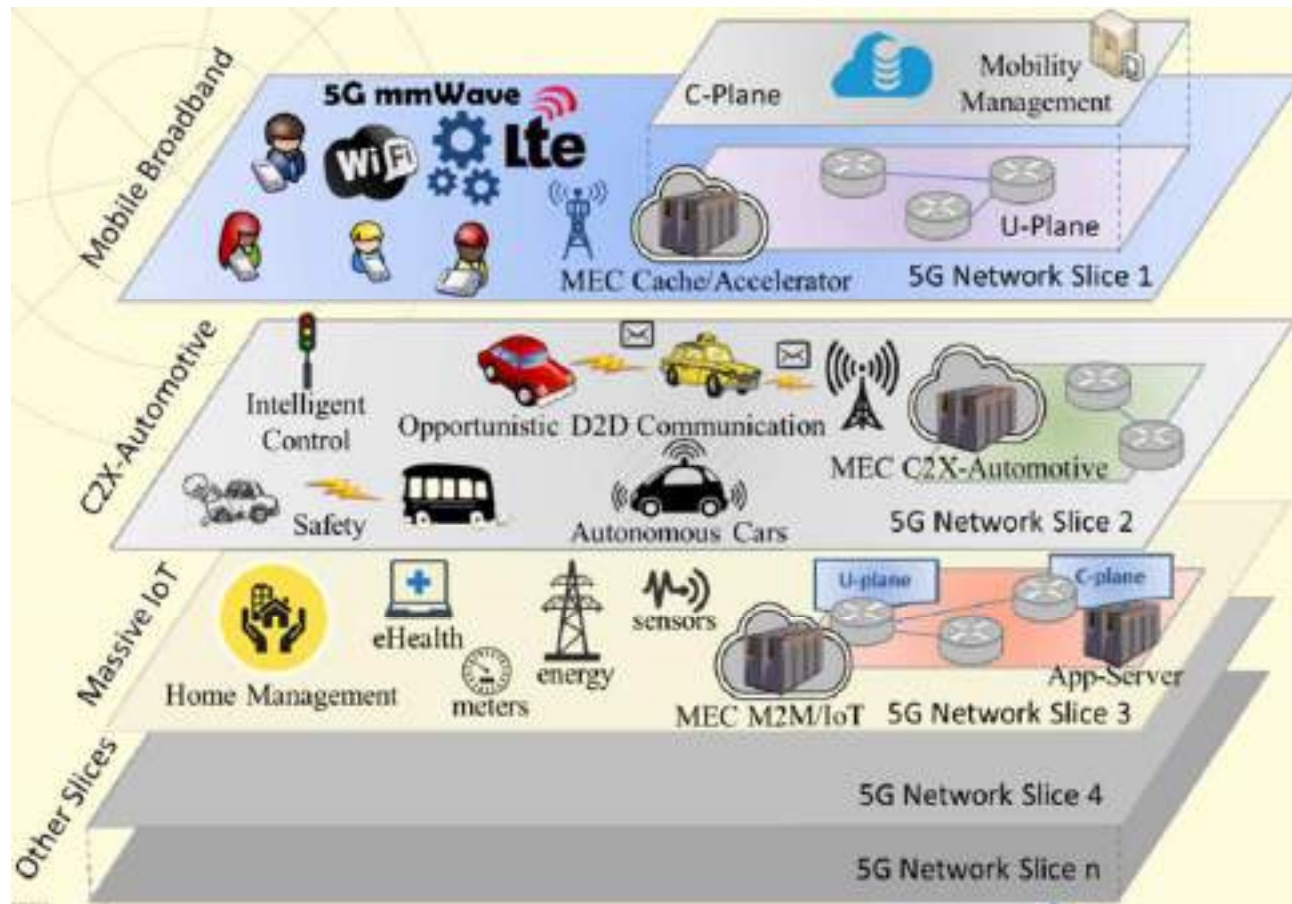 Mobile Broadband
5G mmWave
WiFi
Lte
C-Plane
Mobility
Management
U-Plane
MEC Cache/Accelerator
5G Network Slice 1
C2X-Automotive
Intelligent
Control
Opportunistic D2D Communication
MEC C2X-Automotive
Safety
Autonomous Cars
5G Network Slice 2
Massive IoT
U-plane
C-plane
eHealth
sensors
energy
Home Management
meters
App-Server
MEC M2M/IoT
5G Network Slice 3
Other Slices
5G Network Slice 4
5G Network Slice n